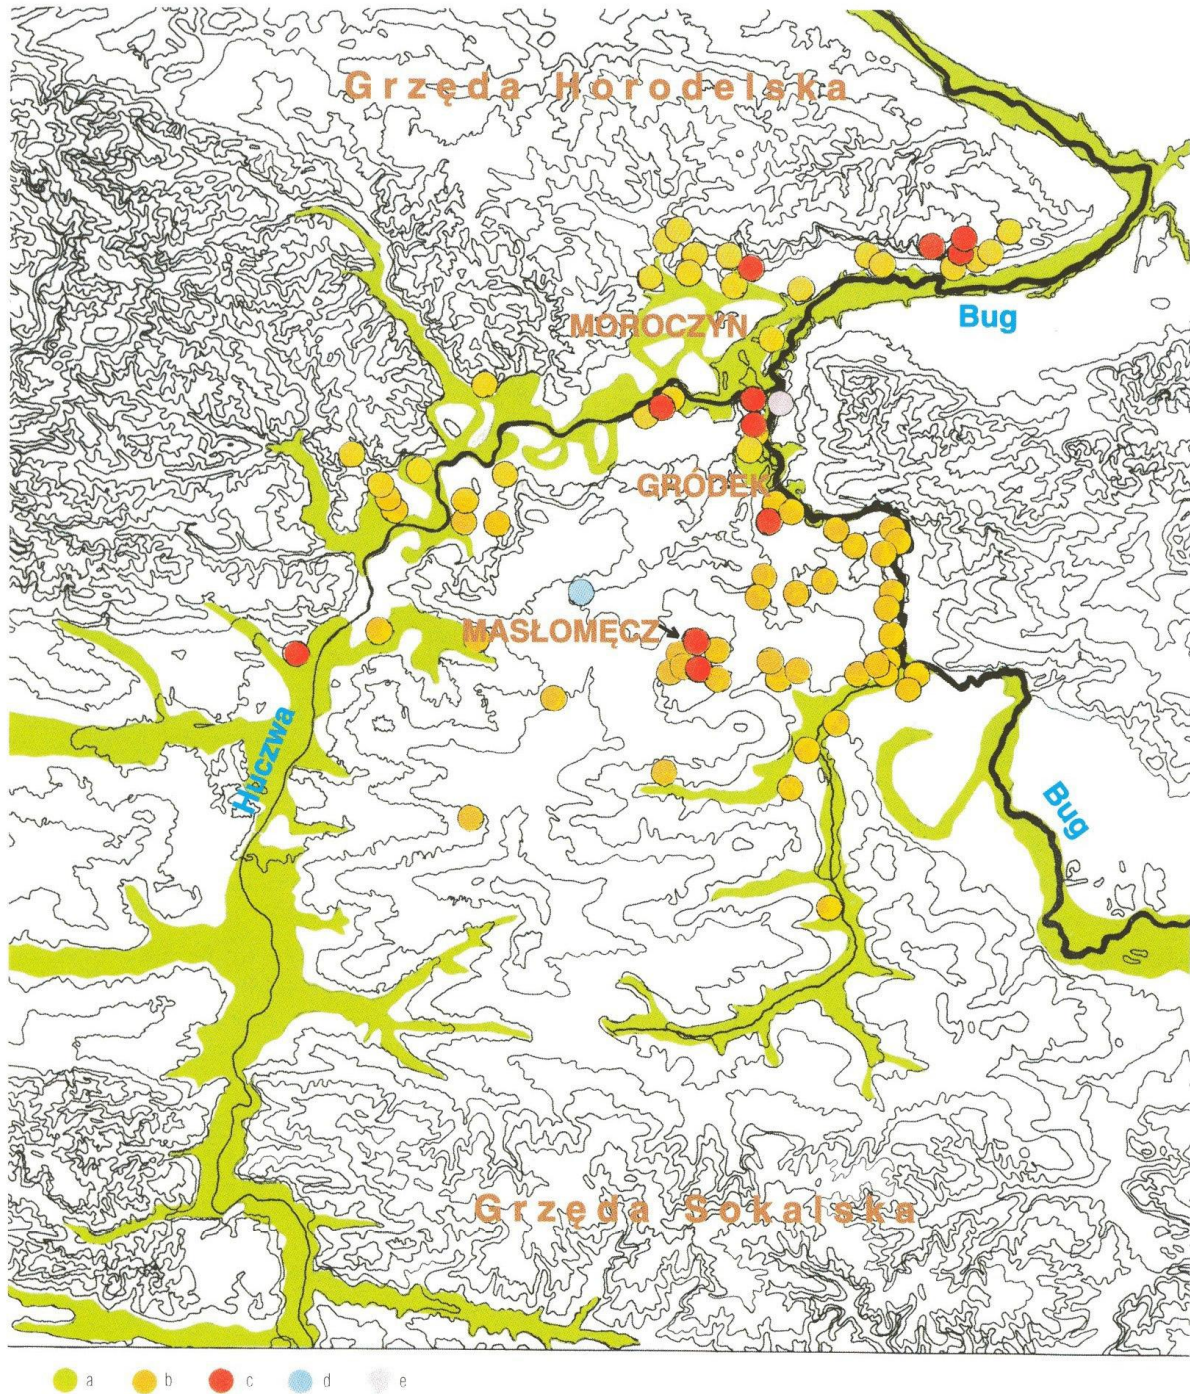 Grzęda Horodelska
Bug
MOROCZYN
GRÓDEK
MASŁOMĘCZ
Huczwa
Bug
Grzęda Sokalska
a b c d e